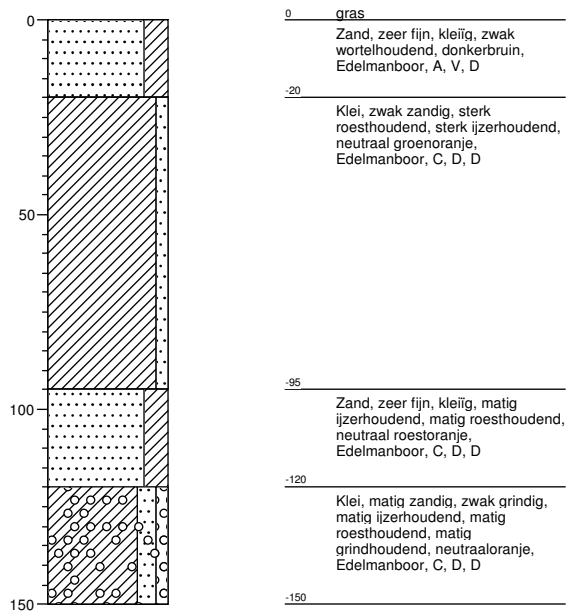 0
50
100
150
0 gras
Zand, zeer fijn, kleiïg, zwak
wortelhoudend, donkerbruin,
Edelmanboor, A, V, D
-20
Klei, zwak zandig, sterk
roesthoudend, sterk ijzerhoudend,
neutraal groenoranje,
Edelmanboor, C, D, D
-95
Zand, zeer fijn, kleiïg, matig
ijzerhoudend, matig roesthoudend,
neutraal roestoranje,
Edelmanboor, C, D, D
-120
Klei, matig zandig, zwak grindig,
matig ijzerhoudend, matig
roesthoudend, matig
grindhoudend, neutraaloranje,
Edelmanboor, C, D, D
-150